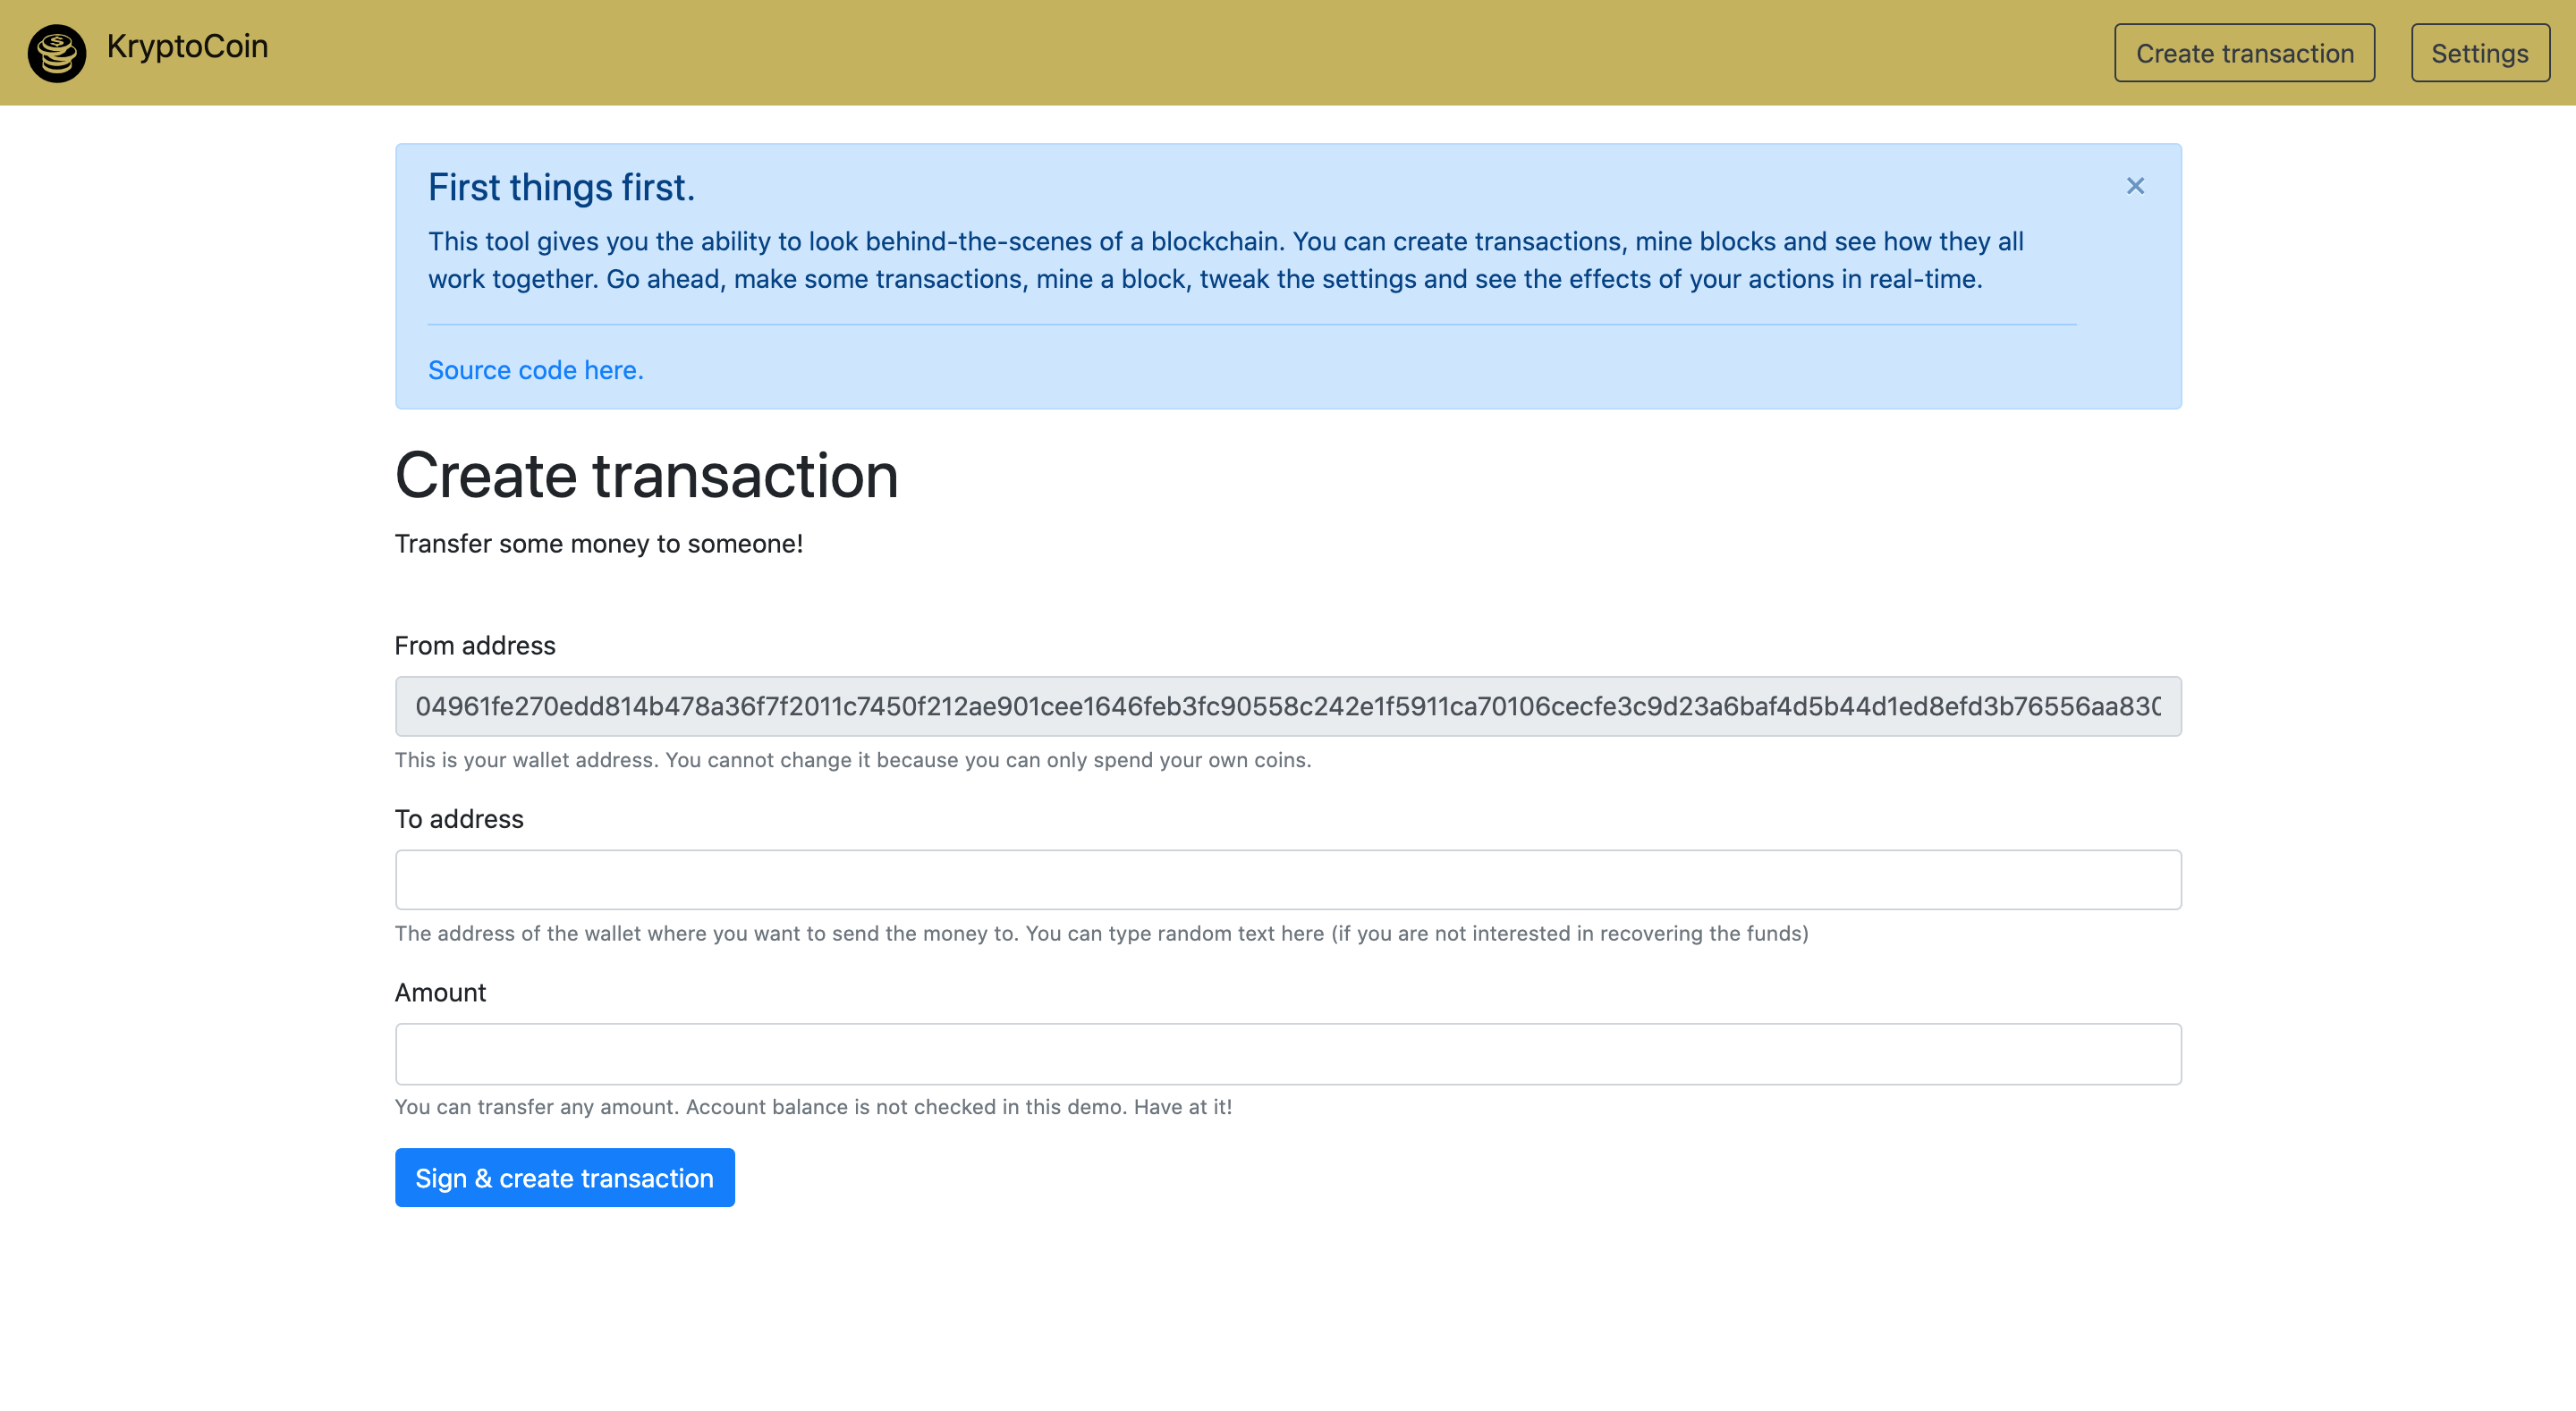 KryptoCoin
Create transaction
Settings
First things first.
×
This tool gives you the ability to look behind-the-scenes of a blockchain. You can create transactions, mine blocks and see how they all
work together. Go ahead, make some transactions, mine a block, tweak the settings and see the effects of your actions in real-time.
Source code here.
Create transaction
Transfer some money to someone!
From address
04961fe270edd814b478a36f7f2011c7450f212ae901cee1646feb3fc90558c242e1f5911ca70106cecfe3c9d23a6baf4d5b44d1ed8efd3b76556aa830
This is your wallet address. You cannot change it because you can only spend your own coins.
To address
The address of the wallet where you want to send the money to. You can type random text here (if you are not interested in recovering the funds)
Amount
You can transfer any amount. Account balance is not checked in this demo. Have at it!
Sign & create transaction